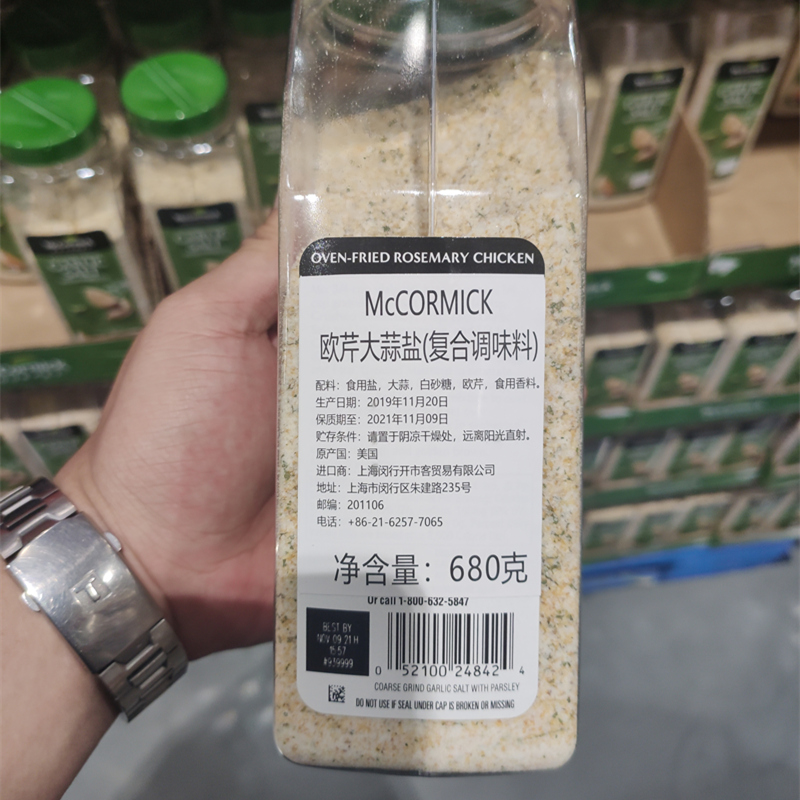 OVEN-FRIED ROSEMARY CHICKEN
McCORMICK
欧芹大蒜盐(复合调味料)
配料：食用盐，大蒜，白砂糖，欧芹，食用香料。
生产日期：2019年11月20日
保质期至：2021年11月09日
贮存条件：请置于阴凉干燥处，远离阳光直射。
原产国：美国
进口商：上海闵行开市客贸易有限公司
地址：上海市闵行区朱建路235号
邮编：201106
电话：+86-21-6257-7065
净含量：680克
Or call 1-800-632-5847
BEST BY
NOV 09 21 H
15:57
#939999
0 52100 24842 4
COARSE GRIND GARLIC SALT WITH PARSLEY
DO NOT USE IF SEAL UNDER CAP IS BROKEN OR MISSING
T